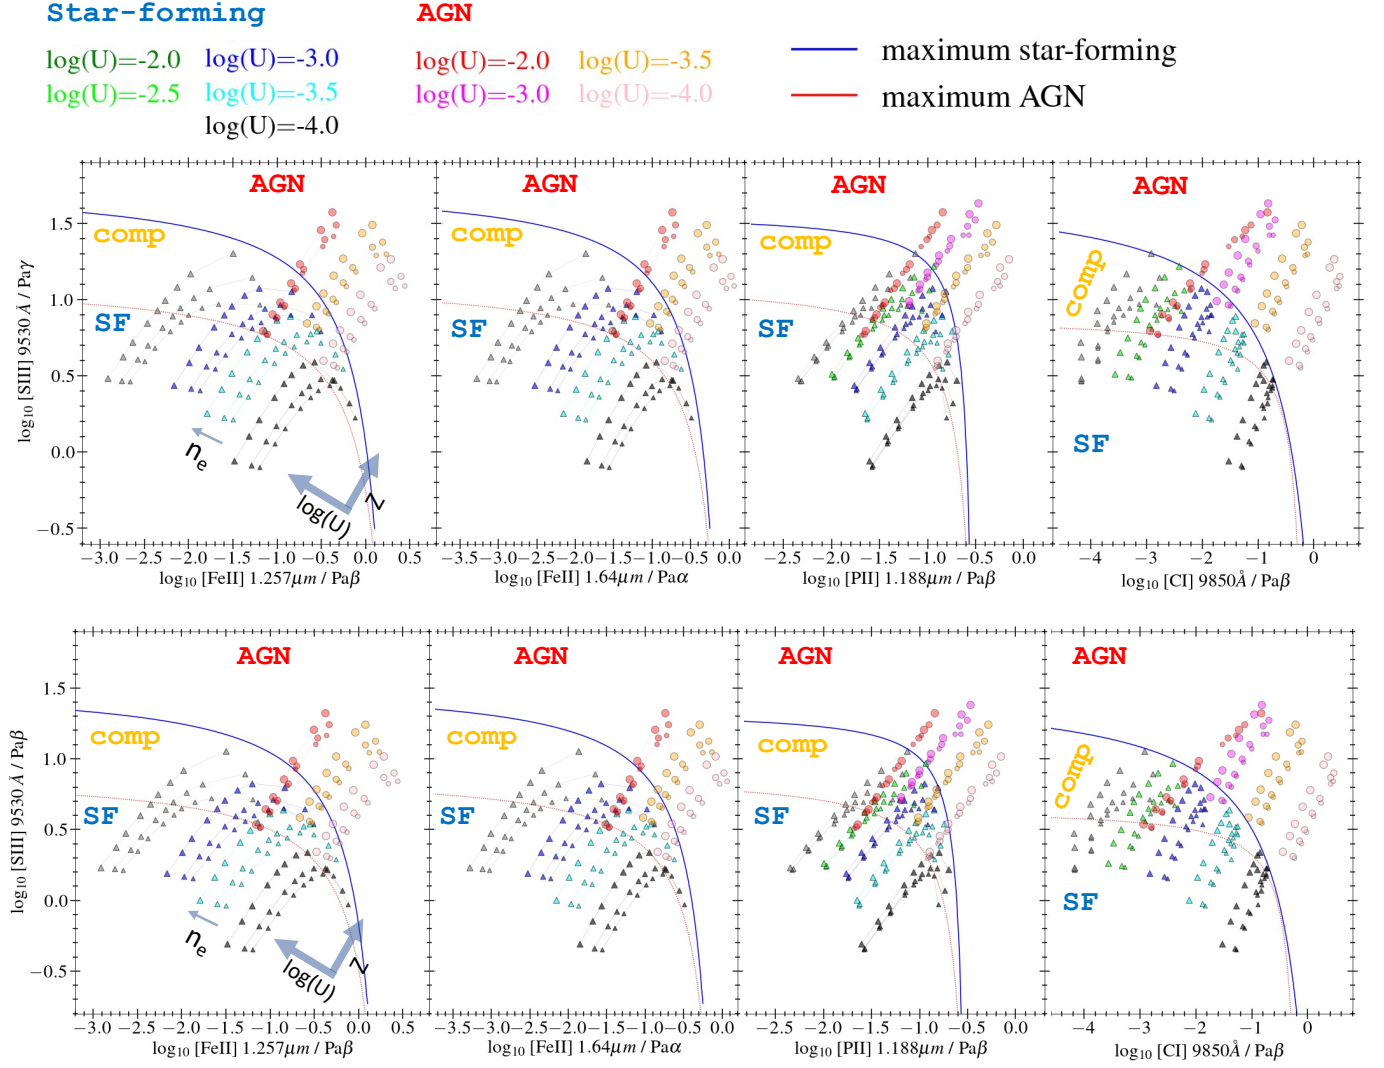 Star-forming AGN
log(U)=-2.0 log(U)=-3.0 log(U)=-2.0 log(U)=-3.5 maximum star-forming
log(U)=-2.5 log(U)=-3.5 log(U)=-3.0 log(U)=-4.0 maximum AGN
log(U)=-4.0
AGN AGN AGN AGN
comp comp comp comp
SF SF SF SF
1.5
1.0
0.5
0.0
−0.5
log₁₀ [SIII] 9530 Å / Paγ
nₑ
log(U) Z
−3.0 −2.5 −2.0 −1.5 −1.0 −0.5 0.0 0.5 −3.5 −3.0 −2.5 −2.0 −1.5 −1.0 −0.5 0.0 −2.5 −2.0 −1.5 −1.0 −0.5 0.0 −4 −3 −2 −1 0
log₁₀ [FeII] 1.257μm / Paβ log₁₀ [FeII] 1.64μm / Paα log₁₀ [PII] 1.188μm / Paβ log₁₀ [CI] 9850Å / Paβ
AGN AGN AGN AGN
comp comp comp comp
SF SF SF SF
1.5
1.0
0.5
0.0
−0.5
log₁₀ [SIII] 9530 Å / Paβ
nₑ
log(U) Z
−3.0 −2.5 −2.0 −1.5 −1.0 −0.5 0.0 0.5 −3.5 −3.0 −2.5 −2.0 −1.5 −1.0 −0.5 0.0 −2.5 −2.0 −1.5 −1.0 −0.5 0.0 −4 −3 −2 −1 0
log₁₀ [FeII] 1.257μm / Paβ log₁₀ [FeII] 1.64μm / Paα log₁₀ [PII] 1.188μm / Paβ log₁₀ [CI] 9850Å / Paβ